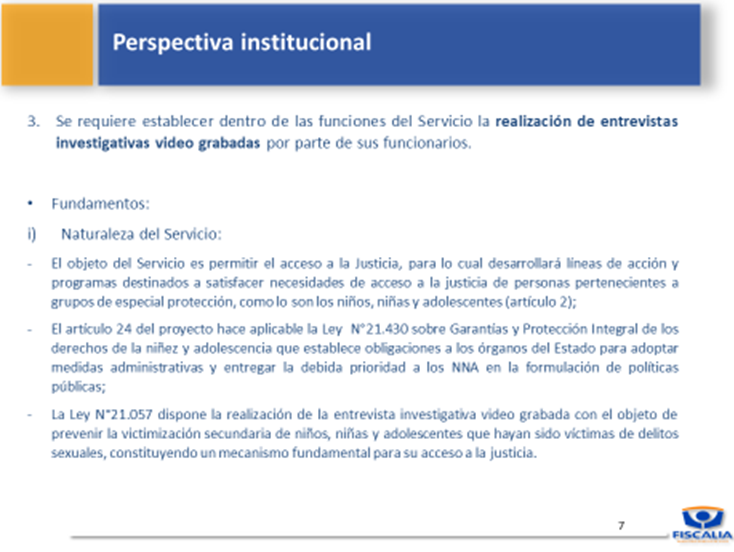 Perspectiva institucional
3. Se requiere establecer dentro de las funciones del Servicio la realización de entrevistas
investigativas video grabadas por parte de sus funcionarios.
• Fundamentos:
i) Naturaleza del Servicio:
- El objeto del Servicio es permitir el acceso a la Justicia, para lo cual desarrollará líneas de acción y
programas destinados a satisfacer necesidades de acceso a la justicia de personas pertenecientes a
grupos de especial protección, como lo son los niños, niñas y adolescentes (artículo 2);
- El artículo 24 del proyecto hace aplicable la Ley N°21.430 sobre Garantías y Protección Integral de los
derechos de la niñez y adolescencia que establece obligaciones a los órganos del Estado para adoptar
medidas administrativas y entregar la debida prioridad a los NNA en la formulación de políticas
públicas;
- La Ley N°21.057 dispone la realización de la entrevista investigativa video grabada con el objeto de
prevenir la victimización secundaria de niños, niñas y adolescentes que hayan sido víctimas de delitos
sexuales, constituyendo un mecanismo fundamental para su acceso a la justicia.
7
FISCALIA